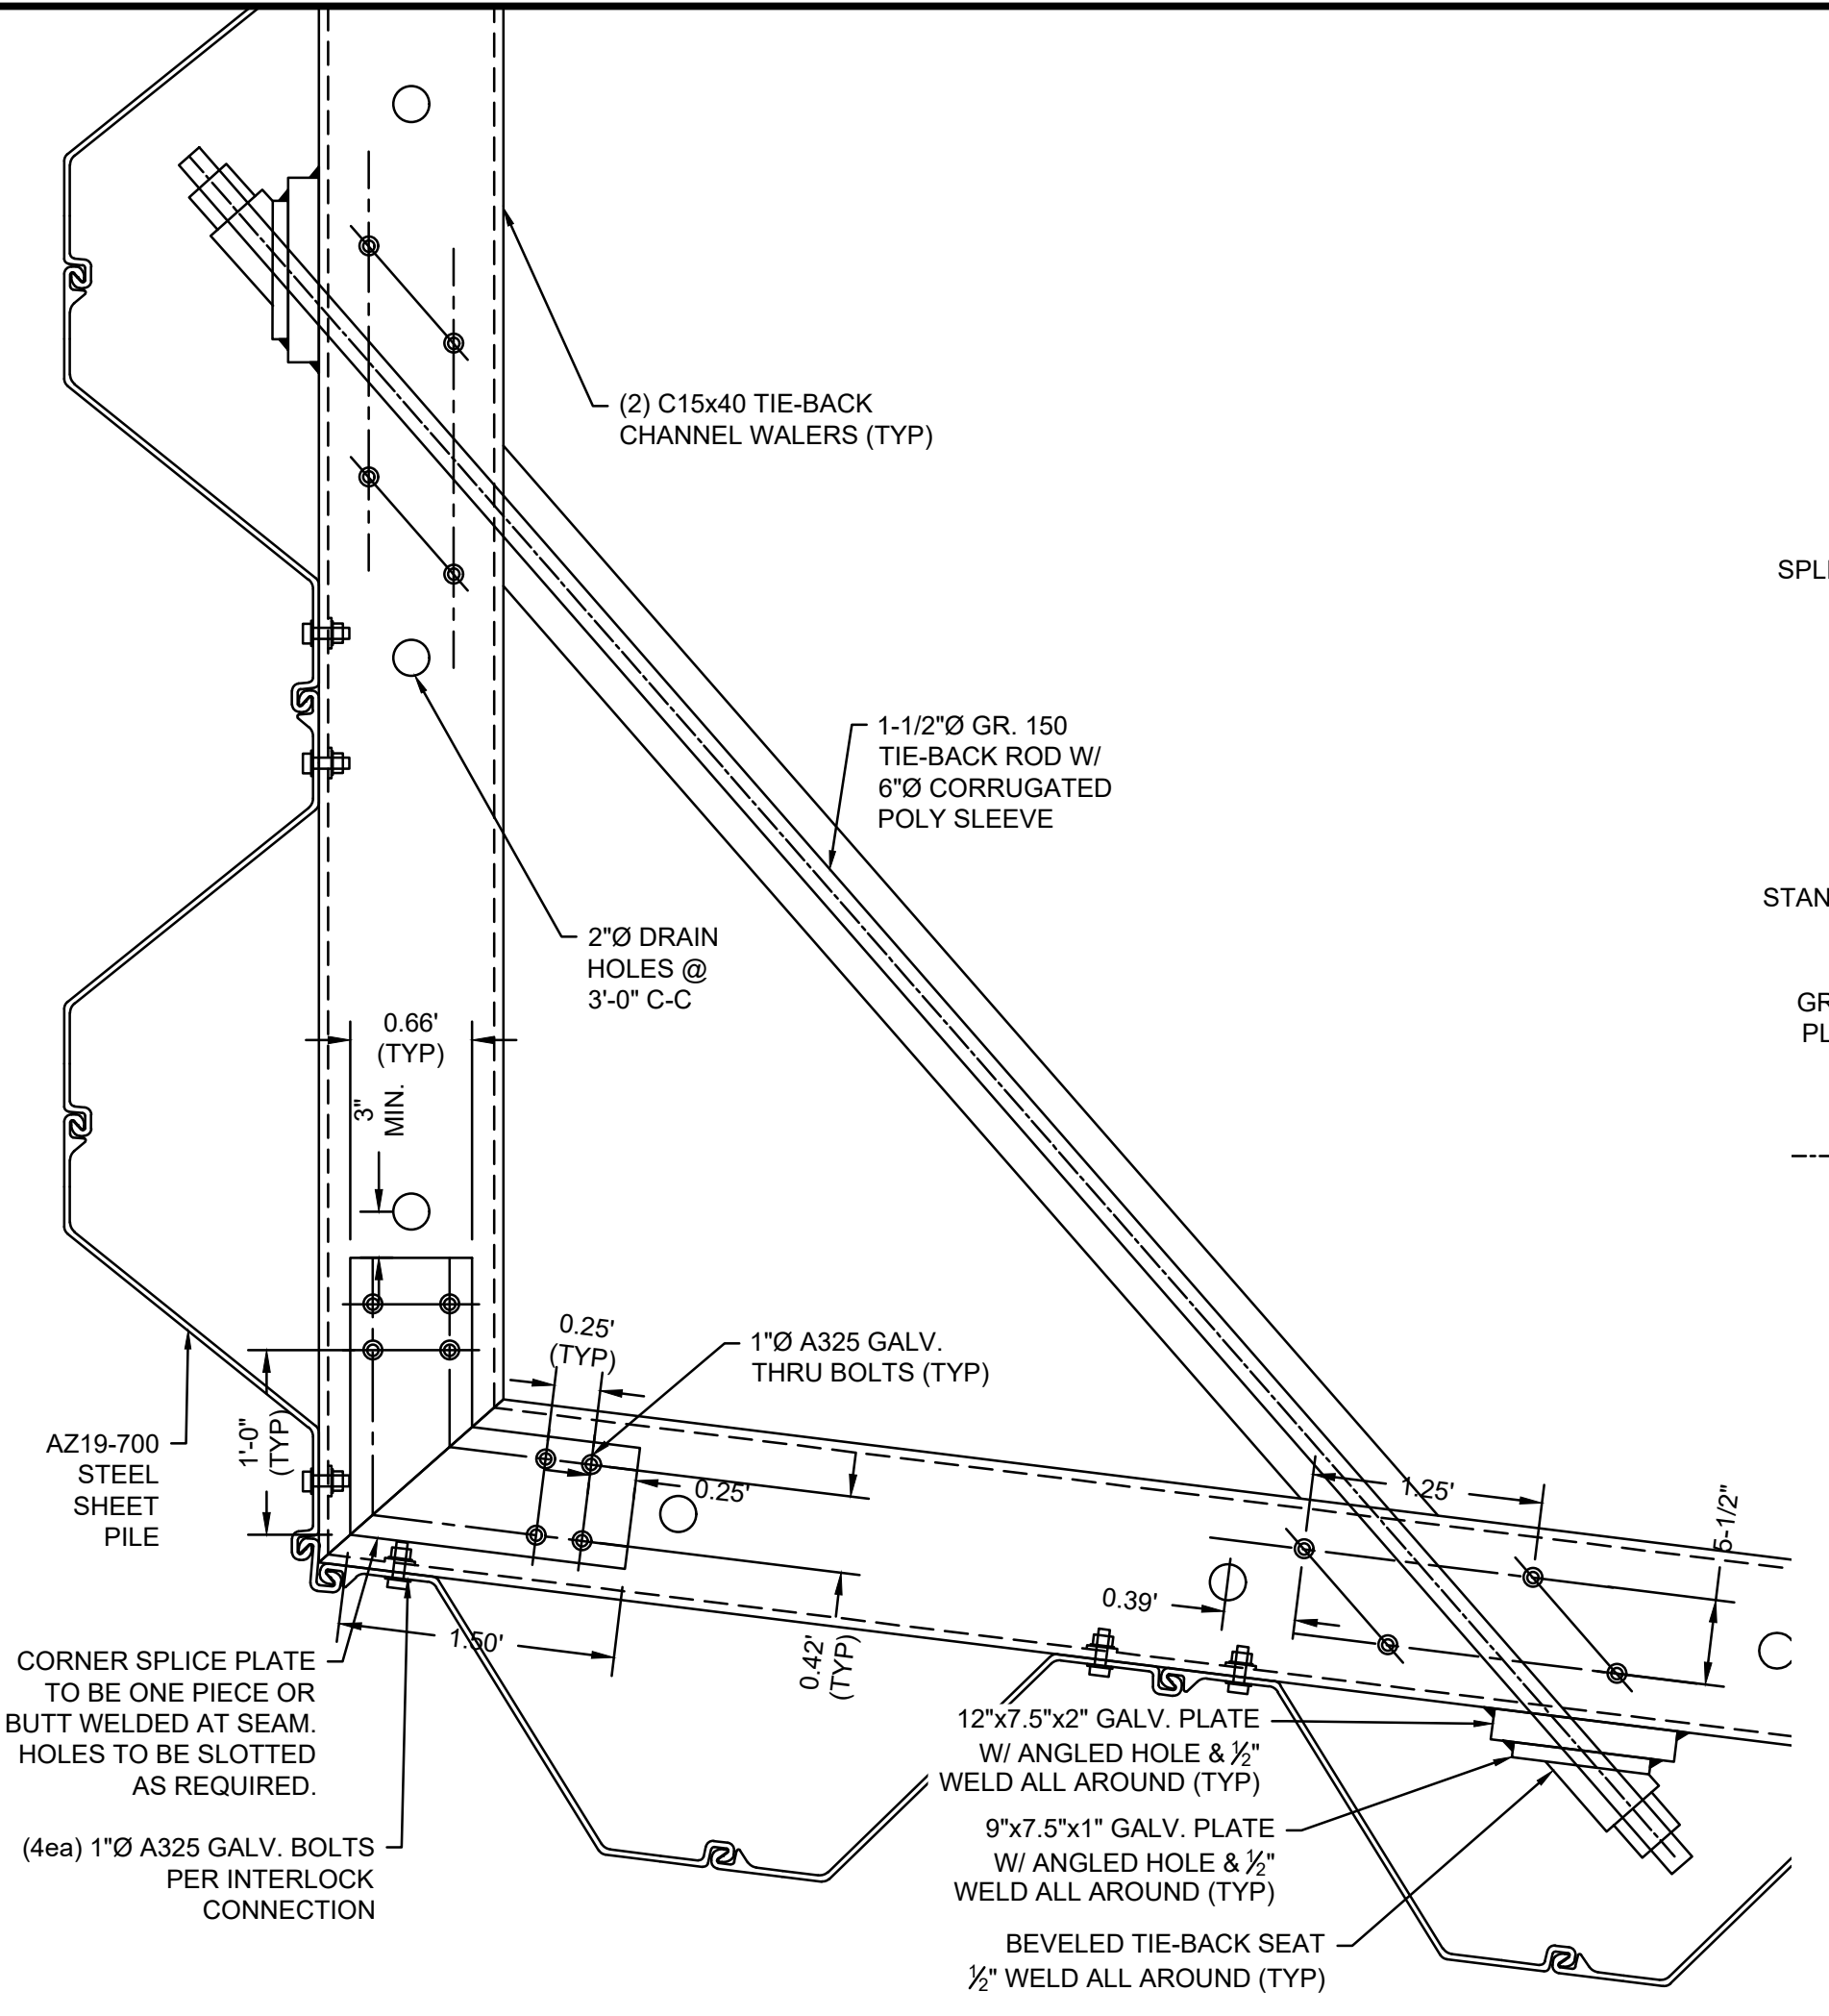 (2) C15x40 TIE-BACK
CHANNEL WALERS (TYP)
SPLI
1-1/2"Ø GR. 150
TIE-BACK ROD W/
6"Ø CORRUGATED
POLY SLEEVE
STAN
2"Ø DRAIN
HOLES @
3'-0" C-C
GR
PL
0.66'
(TYP)
3"
MIN.
0.25'
(TYP)
1"Ø A325 GALV.
THRU BOLTS (TYP)
AZ19-700
STEEL
SHEET
PILE
1'-0"
(TYP)
0.25'
1.25'
5-1/2"
0.39'
1.50'
0.42'
(TYP)
CORNER SPLICE PLATE
TO BE ONE PIECE OR
BUTT WELDED AT SEAM.
HOLES TO BE SLOTTED
AS REQUIRED.
12"x7.5"x2" GALV. PLATE
W/ ANGLED HOLE & ½"
WELD ALL AROUND (TYP)
(4ea) 1"Ø A325 GALV. BOLTS
PER INTERLOCK
CONNECTION
9"x7.5"x1" GALV. PLATE
W/ ANGLED HOLE & ½"
WELD ALL AROUND (TYP)
BEVELED TIE-BACK SEAT
½" WELD ALL AROUND (TYP)